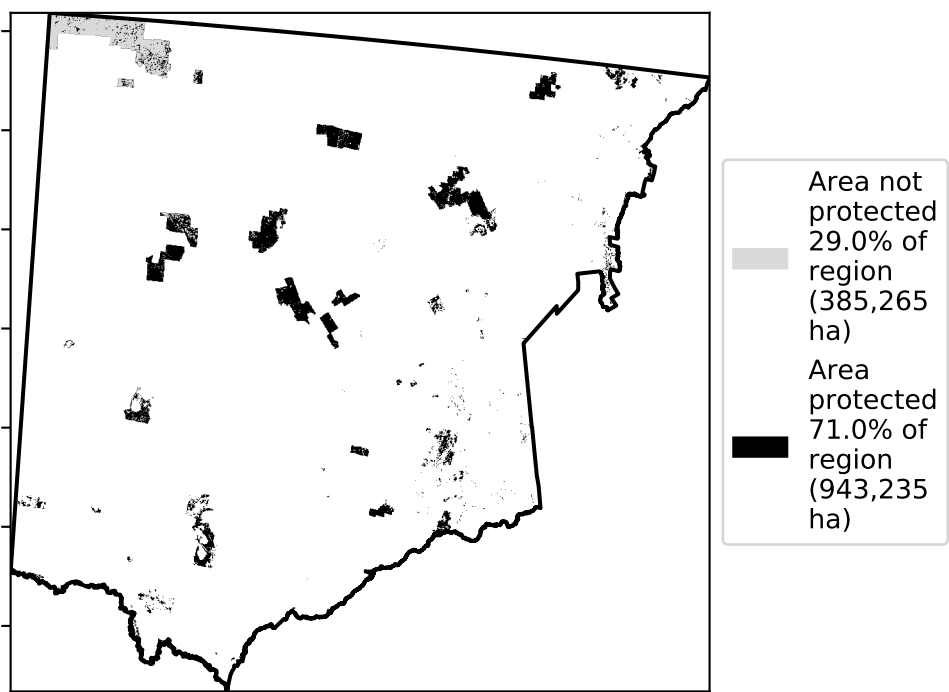 Area not
protected
29.0% of
region
(385,265
ha)
Area
protected
71.0% of
region
(943,235
ha)